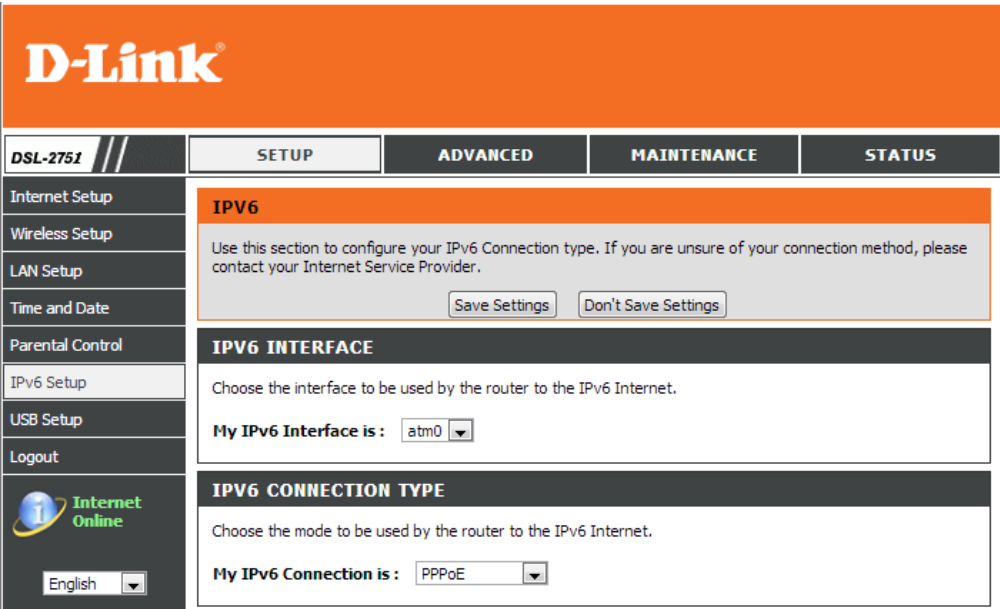 D-Link®
DSL-2751
SETUP
ADVANCED
MAINTENANCE
STATUS
Internet Setup
Wireless Setup
LAN Setup
Time and Date
Parental Control
IPv6 Setup
USB Setup
Logout
Internet
Online
English
IPV6
Use this section to configure your IPv6 Connection type. If you are unsure of your connection method, please
contact your Internet Service Provider.
Save Settings
Don't Save Settings
IPV6 INTERFACE
Choose the interface to be used by the router to the IPv6 Internet.
My IPv6 Interface is : atm0
IPV6 CONNECTION TYPE
Choose the mode to be used by the router to the IPv6 Internet.
My IPv6 Connection is : PPPoE